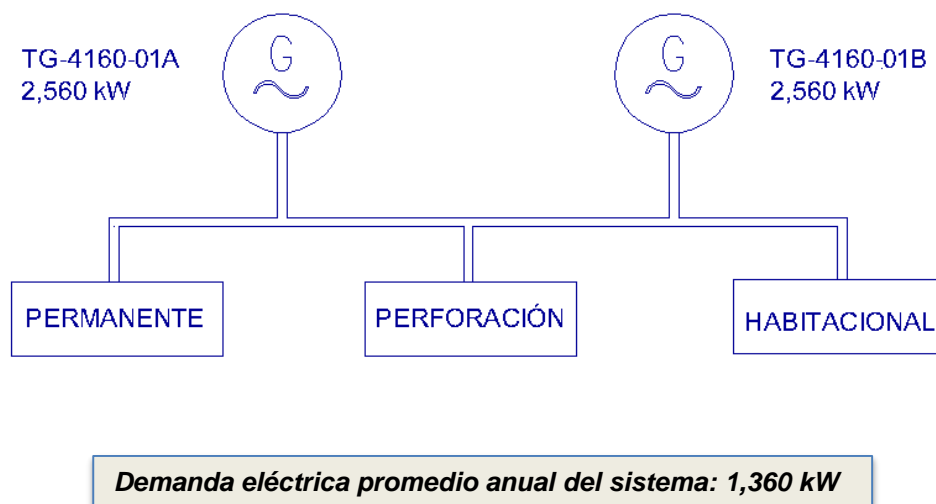 TG-4160-01A
2,560 kW
G
G
TG-4160-01B
2,560 kW
PERMANENTE
PERFORACIÓN
HABITACIONAL
Demanda eléctrica promedio anual del sistema: 1,360 kW